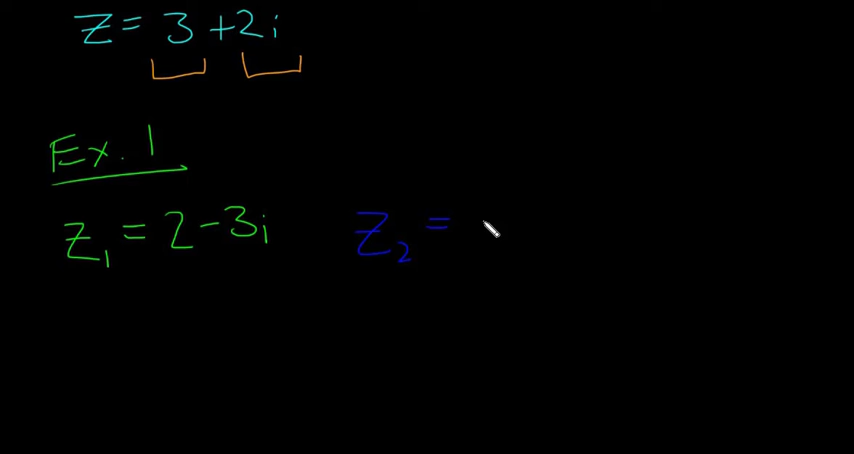 z = 3 + 2i
Ex. 1
z₁ = 2 - 3i
z₂ =